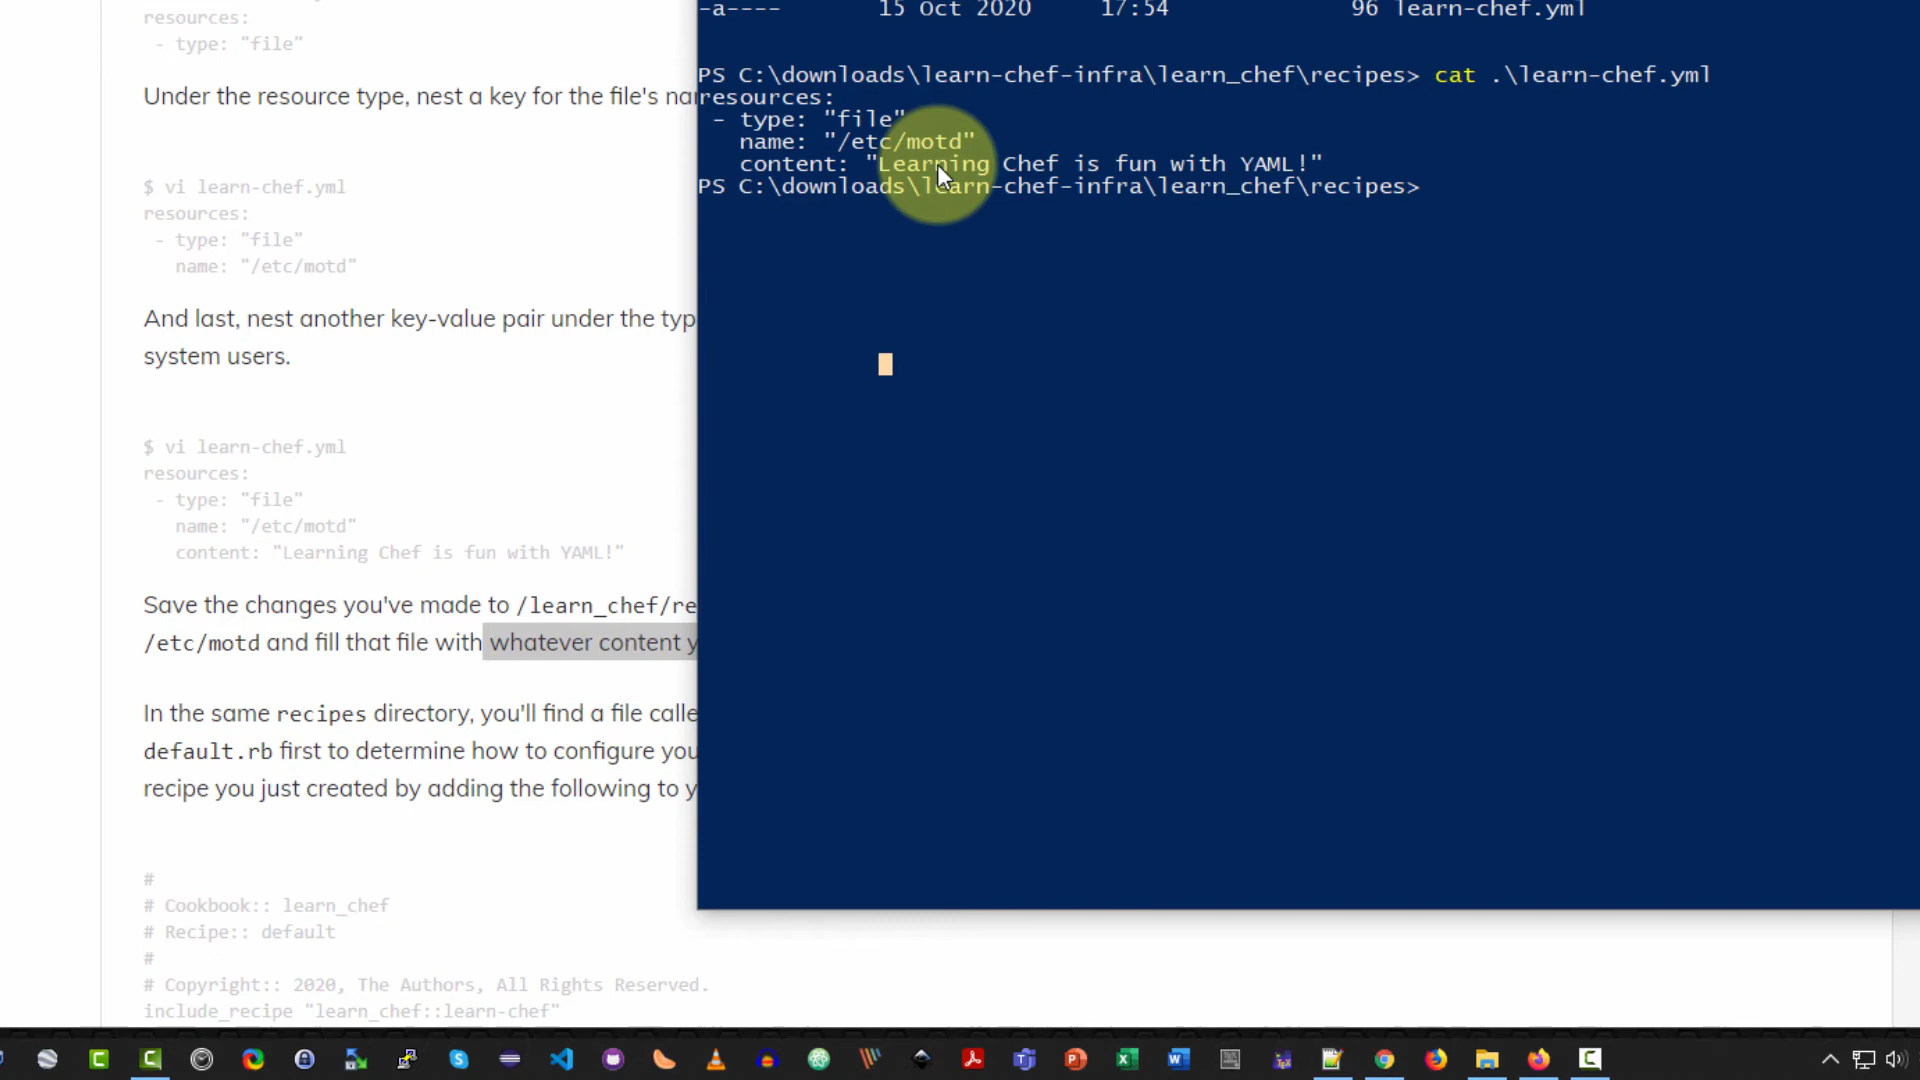 resources:
- type: "file"
Under the resource type, nest a key for the file's na
$ vi learn-chef.yml
resources:
- type: "file"
name: "/etc/motd"
And last, nest another key-value pair under the typ
system users.
$ vi learn-chef.yml
resources:
- type: "file"
name: "/etc/motd"
content: "Learning Chef is fun with YAML!"
Save the changes you've made to /learn_chef/re
/etc/motd and fill that file with whatever content y
In the same recipes directory, you'll find a file calle
default.rb first to determine how to configure you
recipe you just created by adding the following to y
#
# Cookbook:: learn_chef
# Recipe:: default
#
# Copyright:: 2020, The Authors, All Rights Reserved.
include_recipe "learn_chef::learn-chef"
-a---- 15 Oct 2020 17:54 96 learn-chef.yml
PS C:\downloads\learn-chef-infra\learn_chef\recipes> cat .\learn-chef.yml
resources:
- type: "file"
name: "/etc/motd"
content: "Learning Chef is fun with YAML!"
PS C:\downloads\learn-chef-infra\learn_chef\recipes>